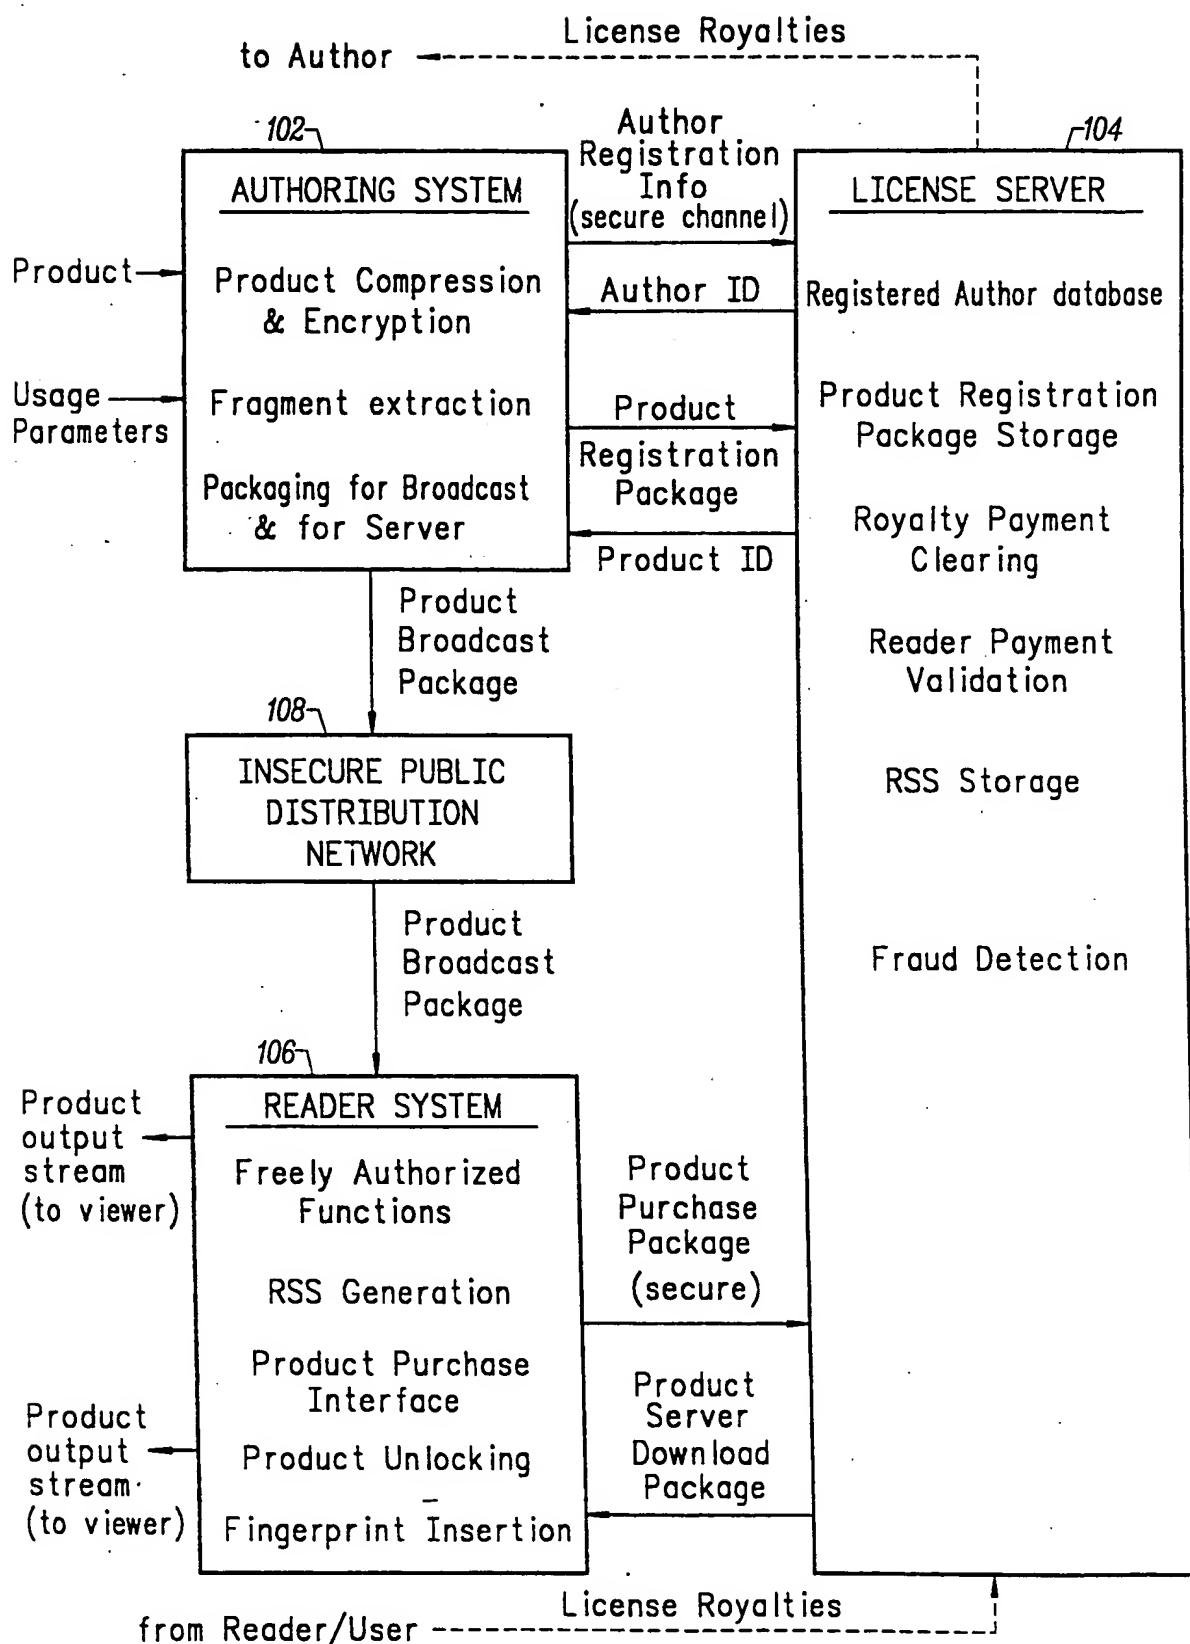 License Royalties
to Author
102
Author
Registration
Info
(secure channel)
104
AUTHORING SYSTEM
LICENSE SERVER
Product
Product Compression
& Encryption
Author ID
Registered Author database
Usage
Parameters
Fragment extraction
Product
Registration
Package
Product Registration
Package Storage
Packaging for Broadcast
& for Server
Product ID
Royalty Payment
Clearing
Product
Broadcast
Package
Reader Payment
Validation
108
INSECURE PUBLIC
DISTRIBUTION
NETWORK
RSS Storage
Product
Broadcast
Package
Fraud Detection
106
READER SYSTEM
Product
output
stream
(to viewer)
Freely Authorized
Functions
Product
Purchase
Package
(secure)
RSS Generation
Product Purchase
Interface
Product
Server
Download
Package
Product
output
stream
(to viewer)
Product Unlocking
Fingerprint Insertion
License Royalties
from Reader/User